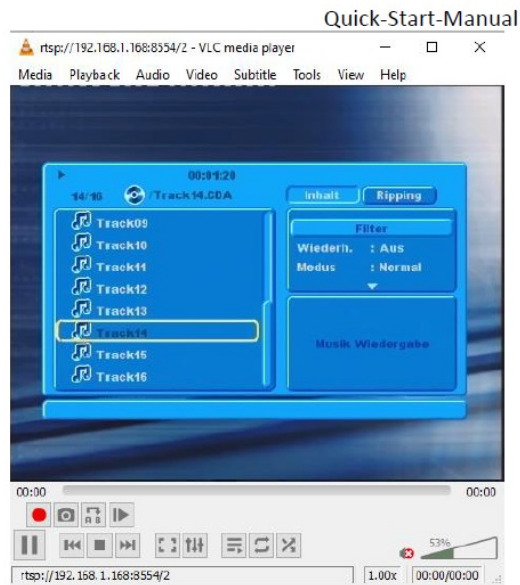 Quick-Start-Manual
rtsp://192.168.1.168:8554/2 - VLC media player
Media Playback Audio Video Subtitle Tools View Help
00:01:20
14/16 /Track14.CDA
Inhalt Ripping
Track09
Track10
Track11
Track12
Track13
Track14
Track15
Track16
Filter
Wiederh. : Aus
Modus : Normal
Musik Wiedergabe
00:00 00:00
53%
rtsp://192.168.1.168:8554/2 1.00x 00:00/00:00